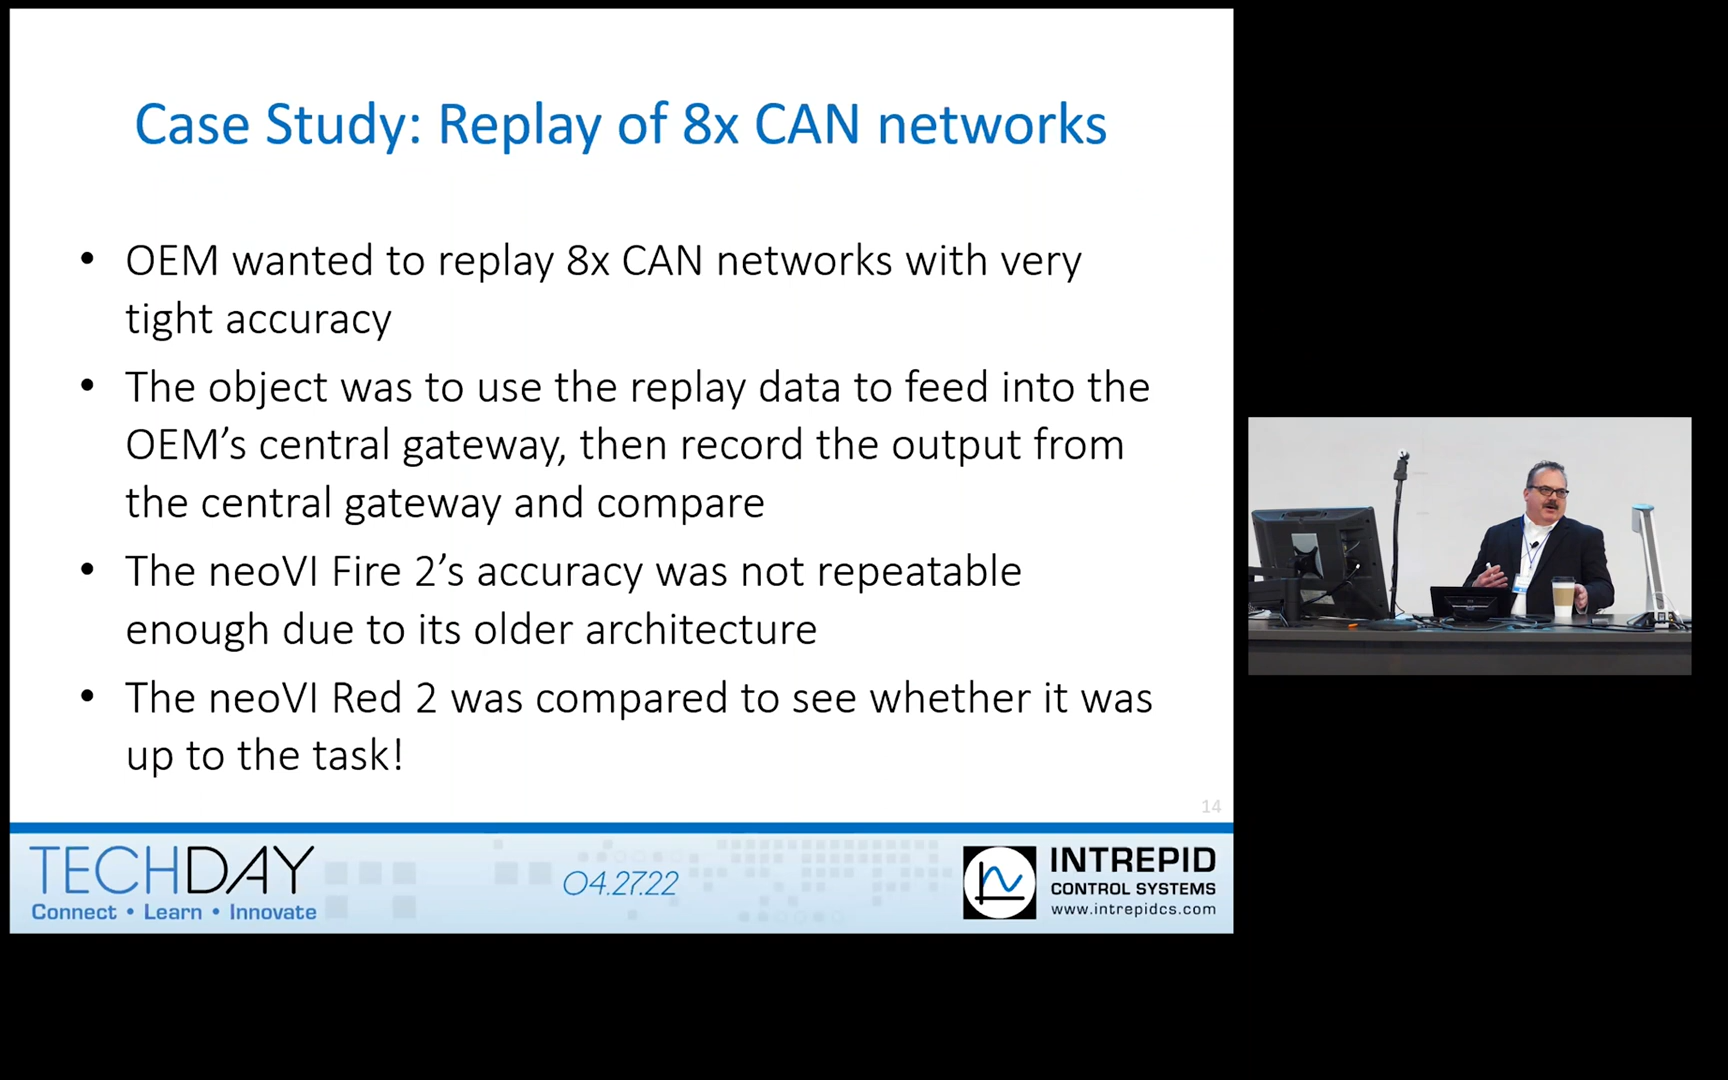 Case Study: Replay of 8x CAN networks
• OEM wanted to replay 8x CAN networks with very
tight accuracy
• The object was to use the replay data to feed into the
OEM’s central gateway, then record the output from
the central gateway and compare
• The neoVI Fire 2’s accuracy was not repeatable
enough due to its older architecture
• The neoVI Red 2 was compared to see whether it was
up to the task!
14
TECHDAY
Connect • Learn • Innovate
04.27.22
INTREPID
CONTROL SYSTEMS
www.intrepidcs.com